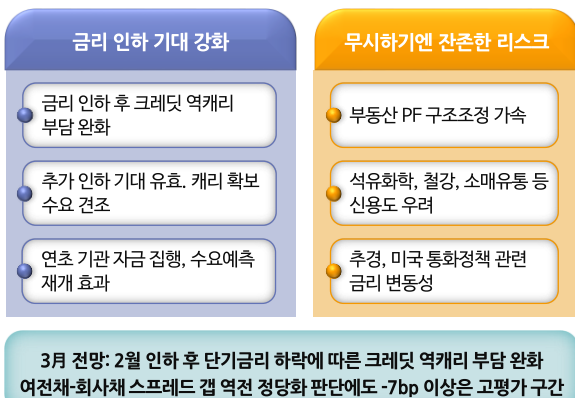 금리 인하 기대 강화
금리 인하 후 크레딧 역캐리
부담 완화
추가 인하 기대 유효. 캐리 확보
수요 견조
연초 기관 자금 집행, 수요예측
재개 효과
무시하기엔 잔존한 리스크
부동산 PF 구조조정 가속
석유화학, 철강, 소매유통 등
신용도 우려
추경, 미국 통화정책 관련
금리 변동성
3月 전망: 2월 인하 후 단기금리 하락에 따른 크레딧 역캐리 부담 완화
여전채-회사채 스프레드 갭 역전 정당화 판단에도 -7bp 이상은 고평가 구간